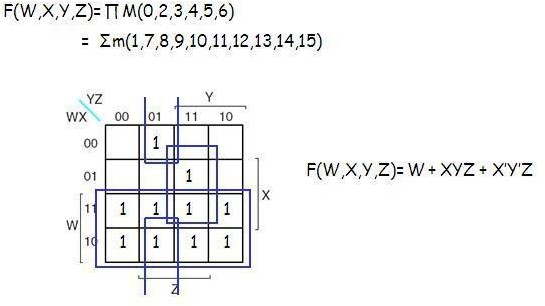 F(W,X,Y,Z)= ∏ M(0,2,3,4,5,6)
= Σm(1,7,8,9,10,11,12,13,14,15)
YZ
Y
WX 00 01 11 10
00 1
01 1
F(W,X,Y,Z)= W + XYZ + X'Y'Z
X
11 1 1 1 1
W
10 1 1 1 1
Z